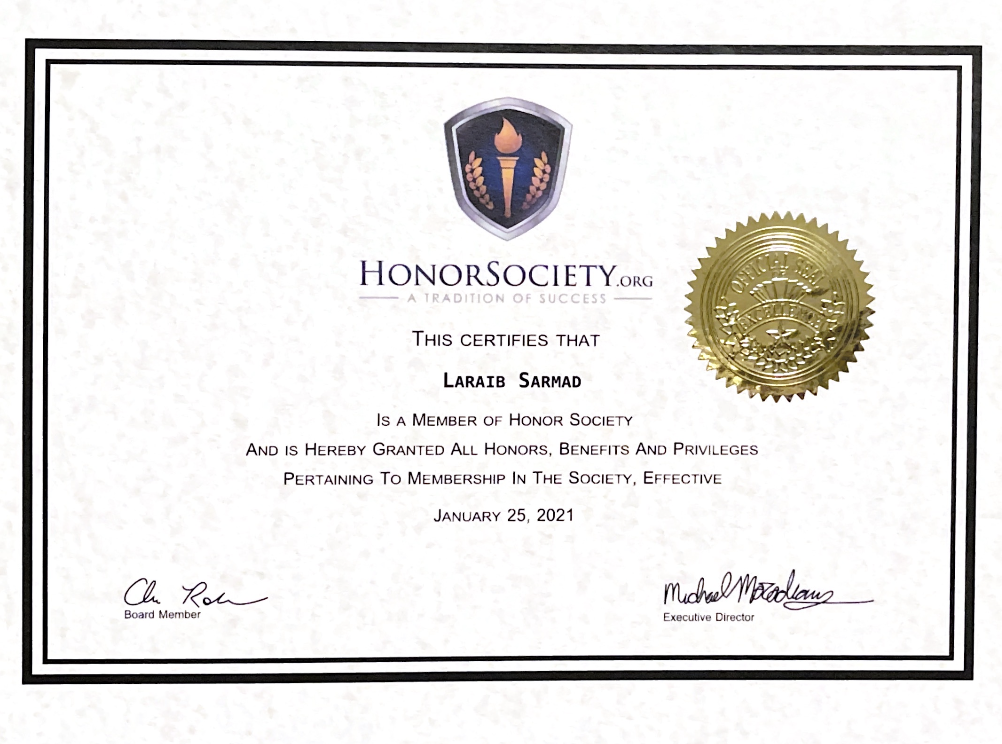 HONORSOCIETY.ORG
A TRADITION OF SUCCESS
OFFICIAL SEAL
EXCELLENCE
THIS CERTIFIES THAT
LARAIB SARMAD
IS A MEMBER OF HONOR SOCIETY
AND IS HEREBY GRANTED ALL HONORS, BENEFITS AND PRIVILEGES
PERTAINING TO MEMBERSHIP IN THE SOCIETY, EFFECTIVE
JANUARY 25, 2021
Board Member
Michael
Executive Director